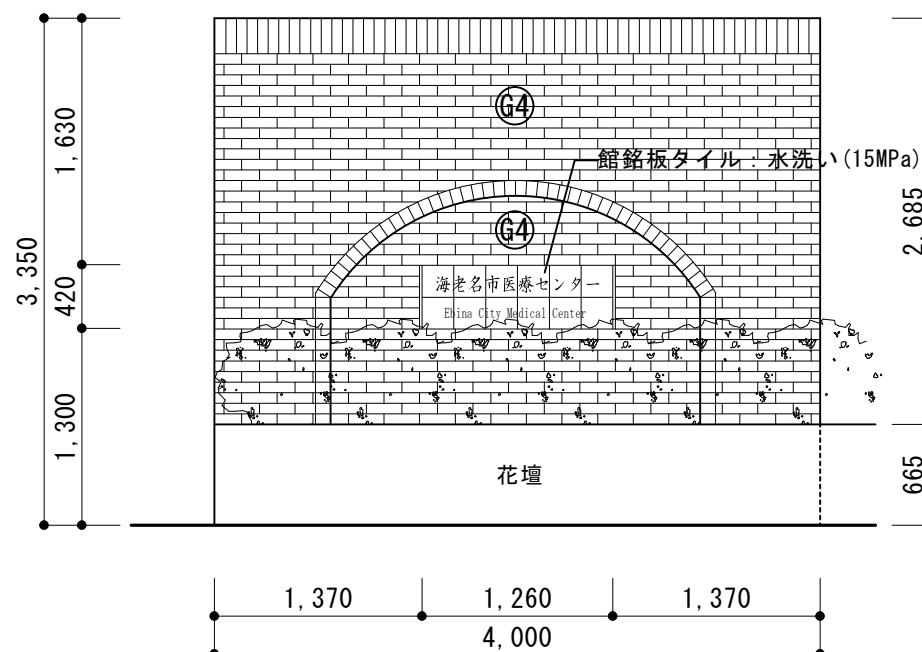 G4
館銘板タイル：水洗い(15MPa)
1,630
2,685
3,350
G4
420
海老名市医療センター
Ebina City Medical Center
1,300
花壇
665
1,370
1,260
1,370
4,000